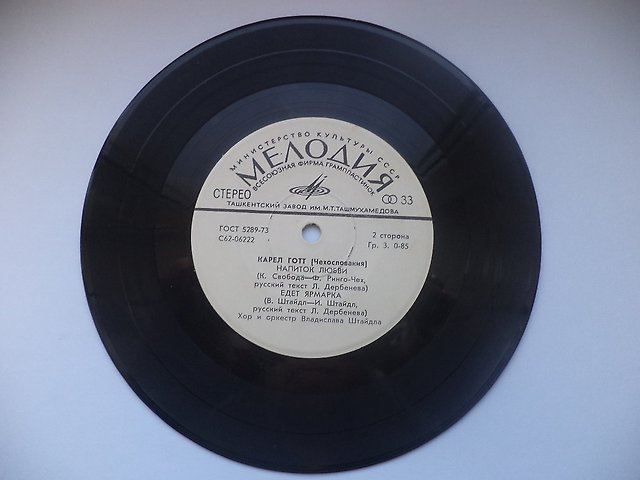 МИНИСТЕРСТВО КУЛЬТУРЫ СССР
МЕЛОДИЯ
ВСЕСОЮЗНАЯ ФИРМА ГРАМПЛАСТИНОК
СТЕРЕО
33
ТАШКЕНТСКИЙ ЗАВОД ИМ. М.Т.ТАШМУХАМЕДОВА
ГОСТ 5289-73
2 сторона
С62-06222
Гр. 3. 0-85
КАРЕЛ ГОТТ (Чехословакия)
НАПИТОК ЛЮБВИ
(К. Свобода—Ф. Ринго-Чех,
русский текст Л. Дербенева)
ЕДЕТ ЯРМАРКА
(В. Штайдл—И. Штайдл,
русский текст Л. Дербенева)
Хор и оркестр Владислава Штайдла